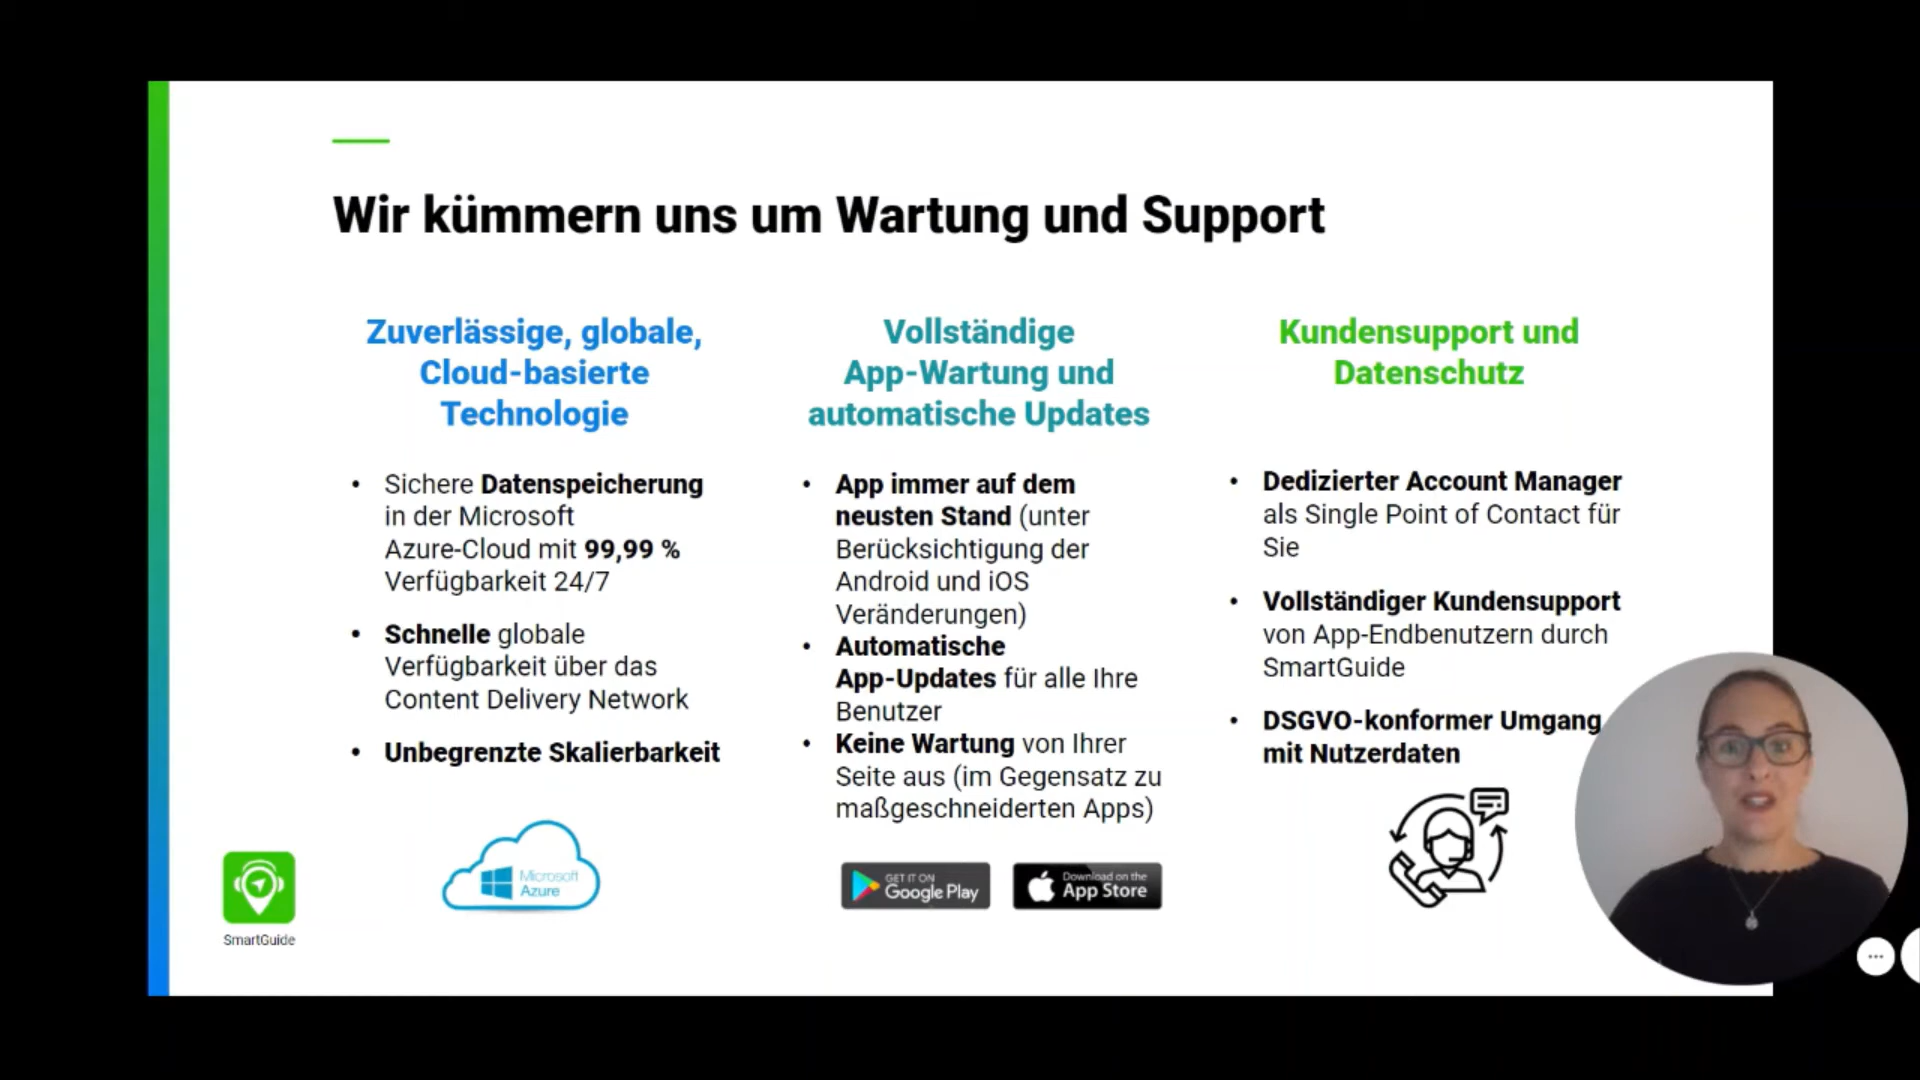 Wir kümmern uns um Wartung und Support
Zuverlässige, globale,
Cloud-basierte
Technologie
• Sichere Datenspeicherung
in der Microsoft
Azure-Cloud mit 99,99 %
Verfügbarkeit 24/7
• Schnelle globale
Verfügbarkeit über das
Content Delivery Network
• Unbegrenzte Skalierbarkeit
Microsoft
Azure
Vollständige
App-Wartung und
automatische Updates
• App immer auf dem
neusten Stand (unter
Berücksichtigung der
Android und iOS
Veränderungen)
• Automatische
App-Updates für alle Ihre
Benutzer
• Keine Wartung von Ihrer
Seite aus (im Gegensatz zu
maßgeschneiderten Apps)
GET IT ON
Google Play
Download on the
App Store
Kundensupport und
Datenschutz
• Dedizierter Account Manager
als Single Point of Contact für
Sie
• Vollständiger Kundensupport
von App-Endbenutzern durch
SmartGuide
• DSGVO-konformer Umgang
mit Nutzerdaten
SmartGuide